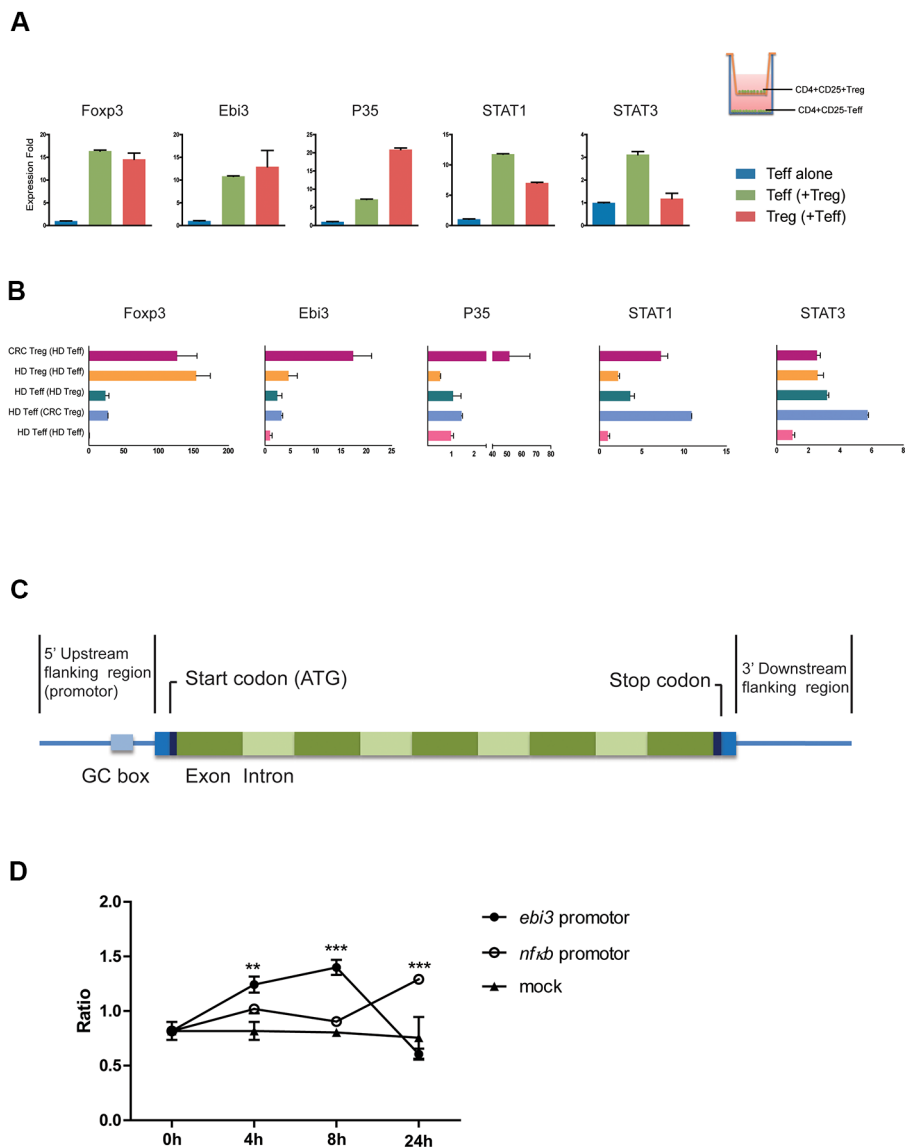 A
Foxp3
Ebi3
P35
STAT1
STAT3
CD4+CD25+Treg
CD4+CD25-Teff
Expression Fold
20
15
10
5
0
20
15
10
5
0
25
20
15
10
5
0
15
10
5
0
4
3
2
1
0
Teff alone
Teff (+Treg)
Treg (+Teff)
B
Foxp3
Ebi3
P35
STAT1
STAT3
CRC Treg (HD Teff)
HD Treg (HD Teff)
HD Teff (HD Treg)
HD Teff (CRC Treg)
HD Teff (HD Teff)
0 50 100 150 200
0 5 10 15 20 25
1 2 40 50 60 70 80
0 5 10 15
0 2 4 6 8
C
5' Upstream
flanking region
(promotor)
Start codon (ATG)
Stop codon
3' Downstream
flanking region
GC box
Exon Intron
D
2.0
1.5
1.0
0.5
0.0
Ratio
** *** ***
0h 4h 8h 24h
ebi3 promotor
nfκb promotor
mock